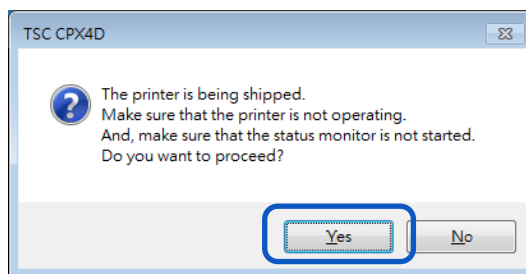 TSC CPX4D
The printer is being shipped.
Make sure that the printer is not operating.
And, make sure that the status monitor is not started.
Do you want to proceed?
Yes
No